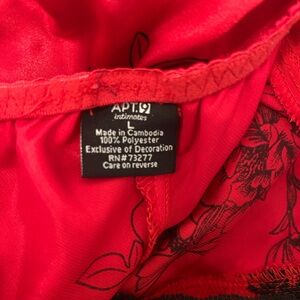 APT.9
intimates
L
Made in Cambodia
100% Polyester
Exclusive of Decoration
RN#73277
Care on reverse